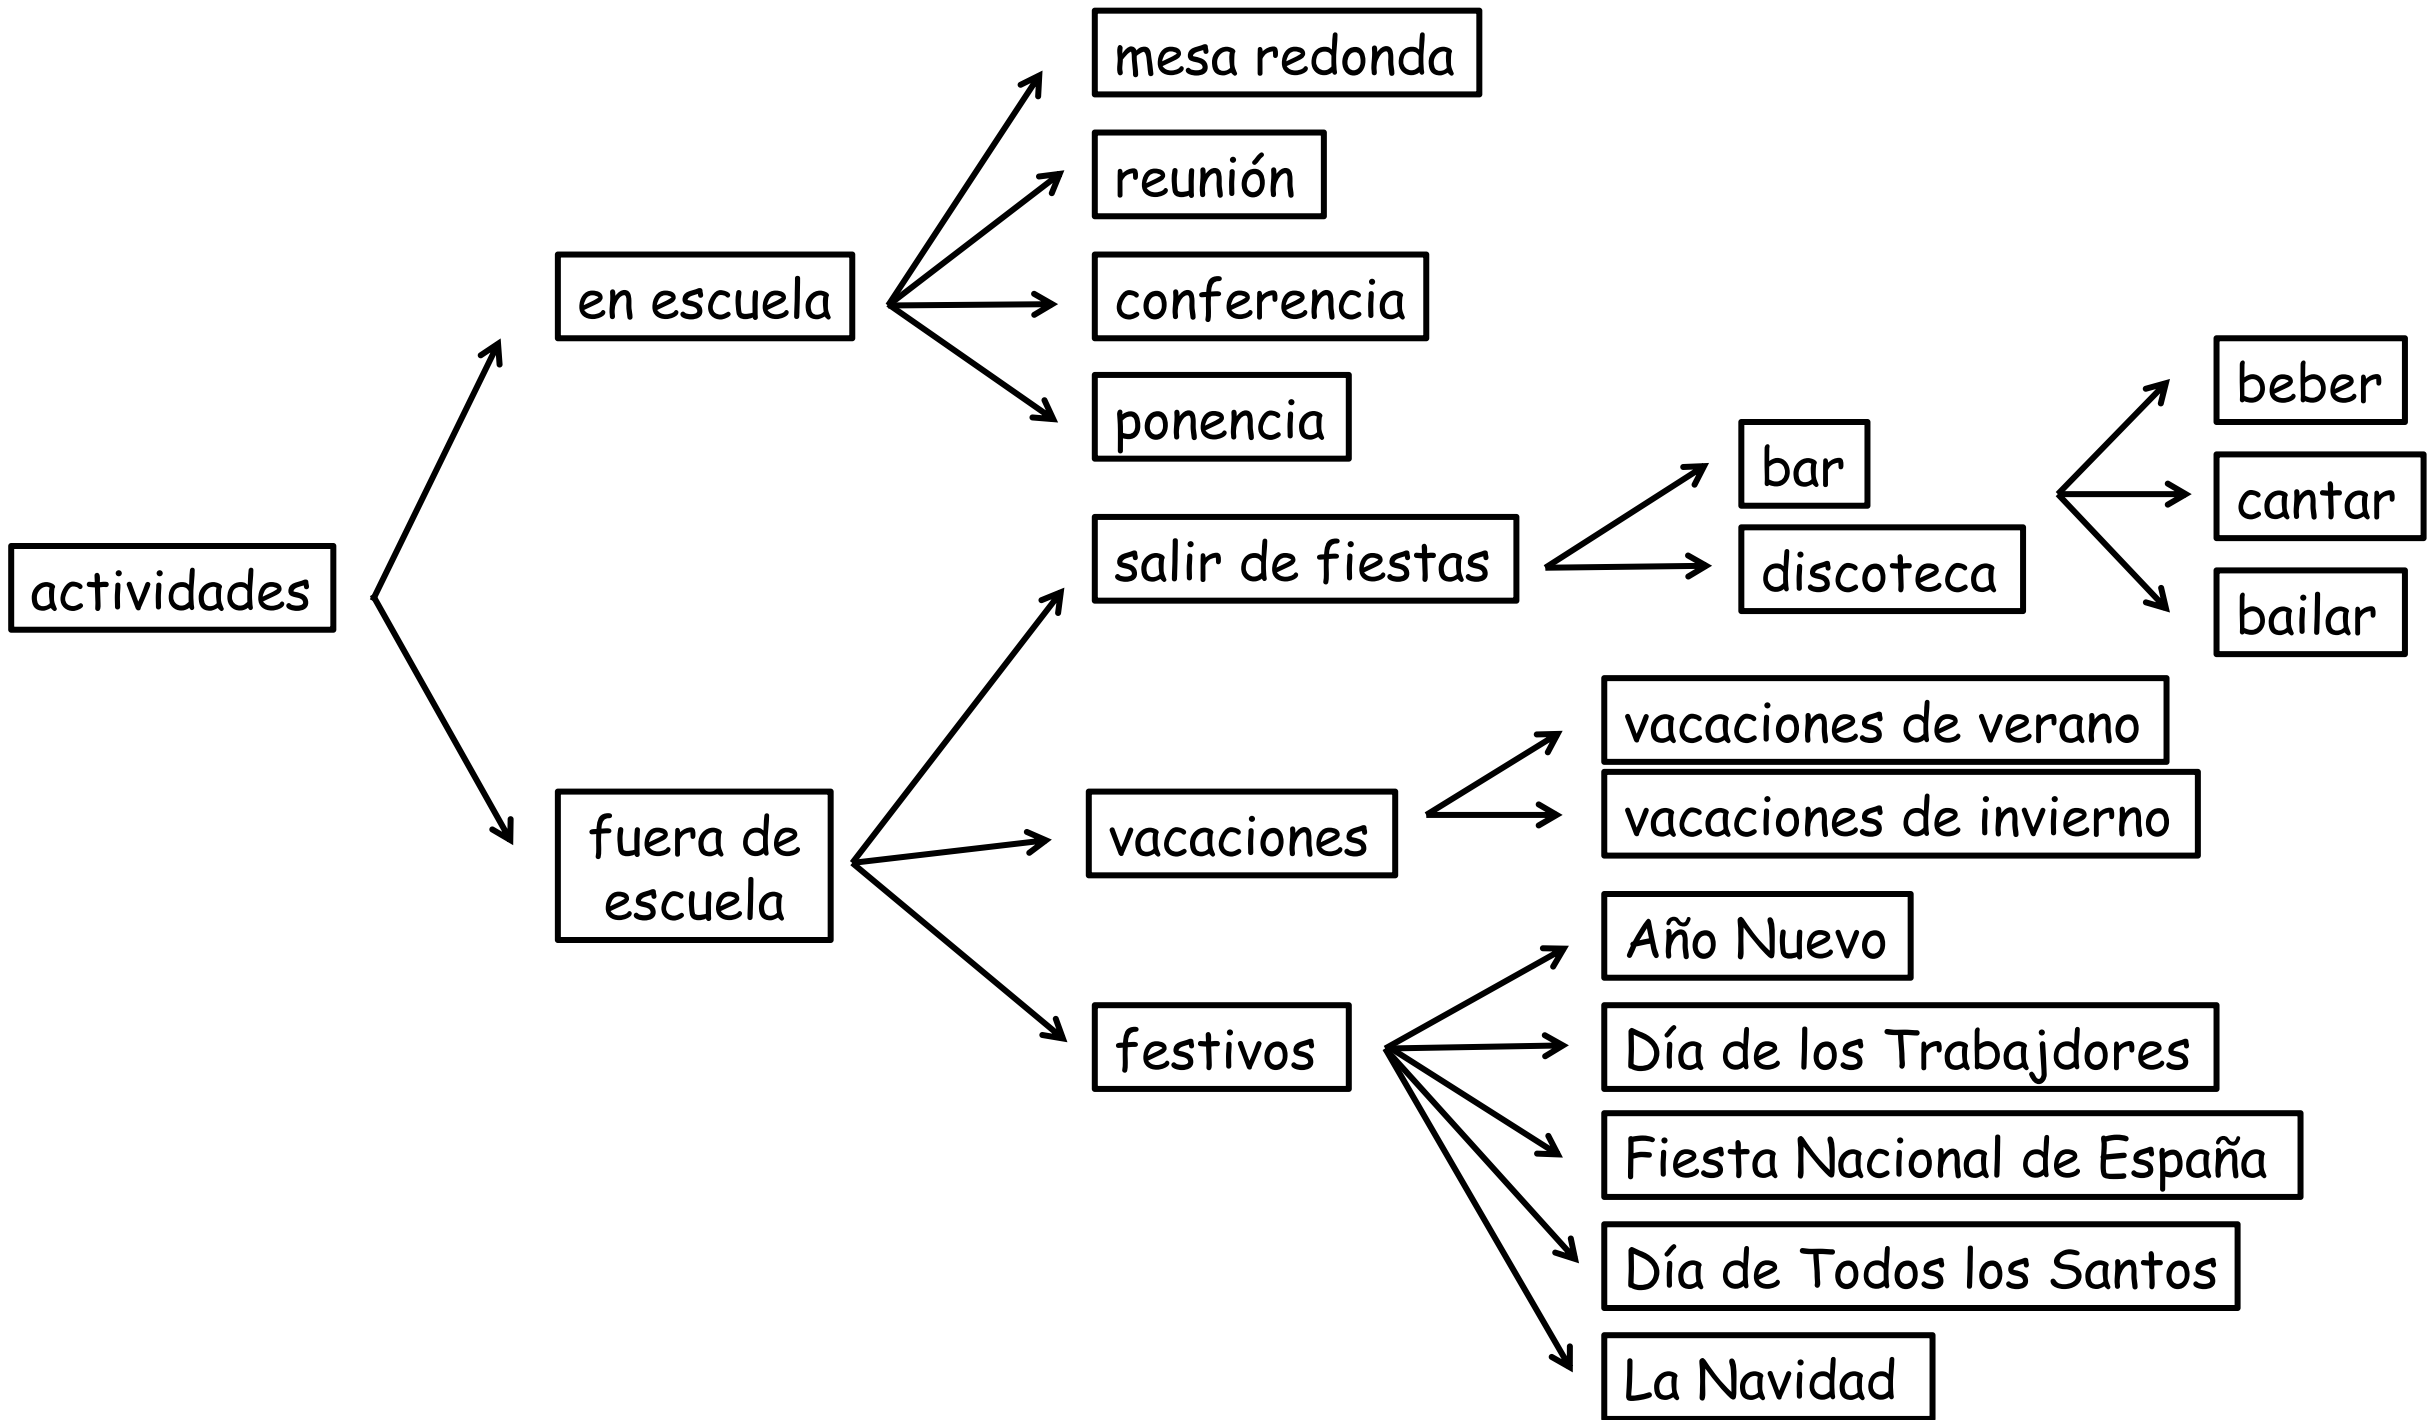 actividades
en escuela
mesa redonda
reunión
conferencia
ponencia
fuera de
escuela
salir de fiestas
bar
discoteca
beber
cantar
bailar
vacaciones
vacaciones de verano
vacaciones de invierno
festivos
Año Nuevo
Día de los Trabajdores
Fiesta Nacional de España
Día de Todos los Santos
La Navidad